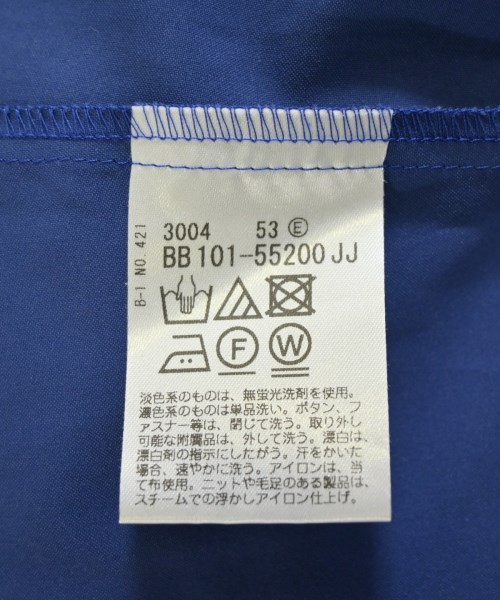 B-1 NO.421
3004 53 Ⓔ
BB101-55200JJ
F W
淡色系のものは、無蛍光洗剤を使用。
濃色系のものは単品洗い。ボタン、フ
ァスナー等は、閉じて洗う。取り外し
可能な附属品は、外して洗う。漂白は、
漂白剤の指示にしたがう。汗をかいた
場合、速やかに洗う。アイロンは、当
て布使用。ニットや毛足のある製品は、
スチームでの浮かしアイロン仕上げ。